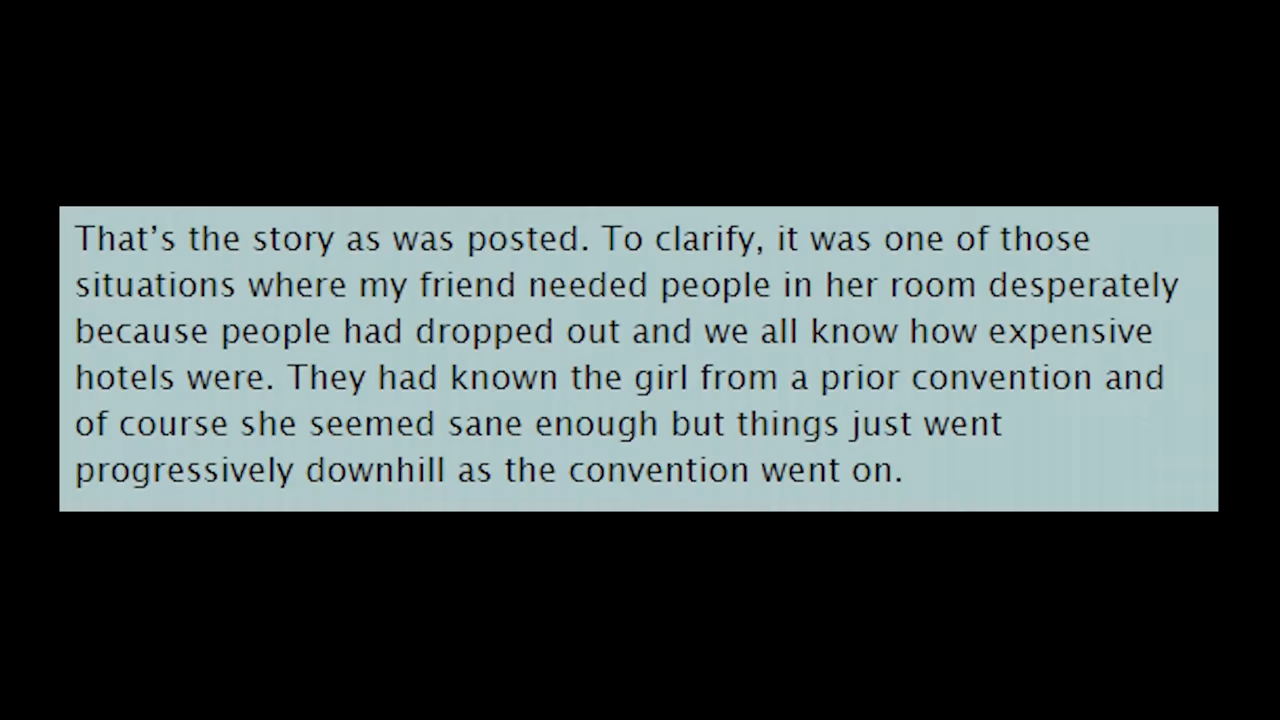 That’s the story as was posted. To clarify, it was one of those
situations where my friend needed people in her room desperately
because people had dropped out and we all know how expensive
hotels were. They had known the girl from a prior convention and
of course she seemed sane enough but things just went
progressively downhill as the convention went on.